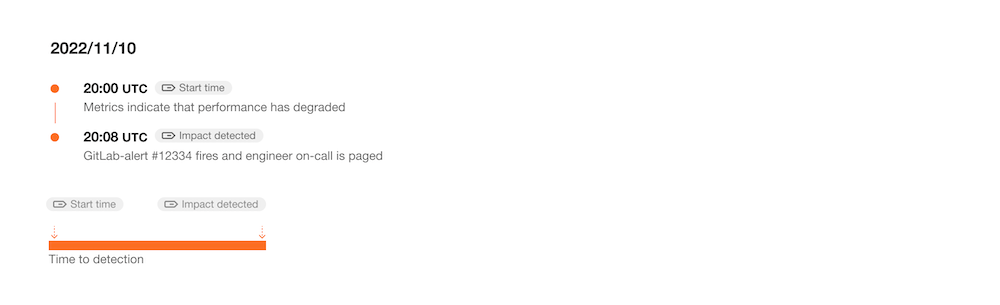 2022/11/10
20:00 UTC Start time
Metrics indicate that performance has degraded
20:08 UTC Impact detected
GitLab-alert #12334 fires and engineer on-call is paged
Start time Impact detected
Time to detection